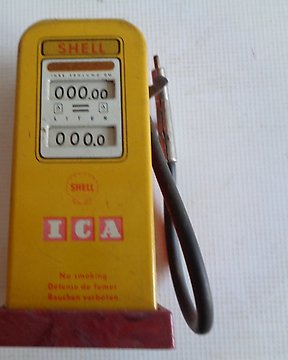 SHELL
000.00
LITER
000.0
SHELL
ICA
No smoking
Défense de fumer
Rauchen verboten